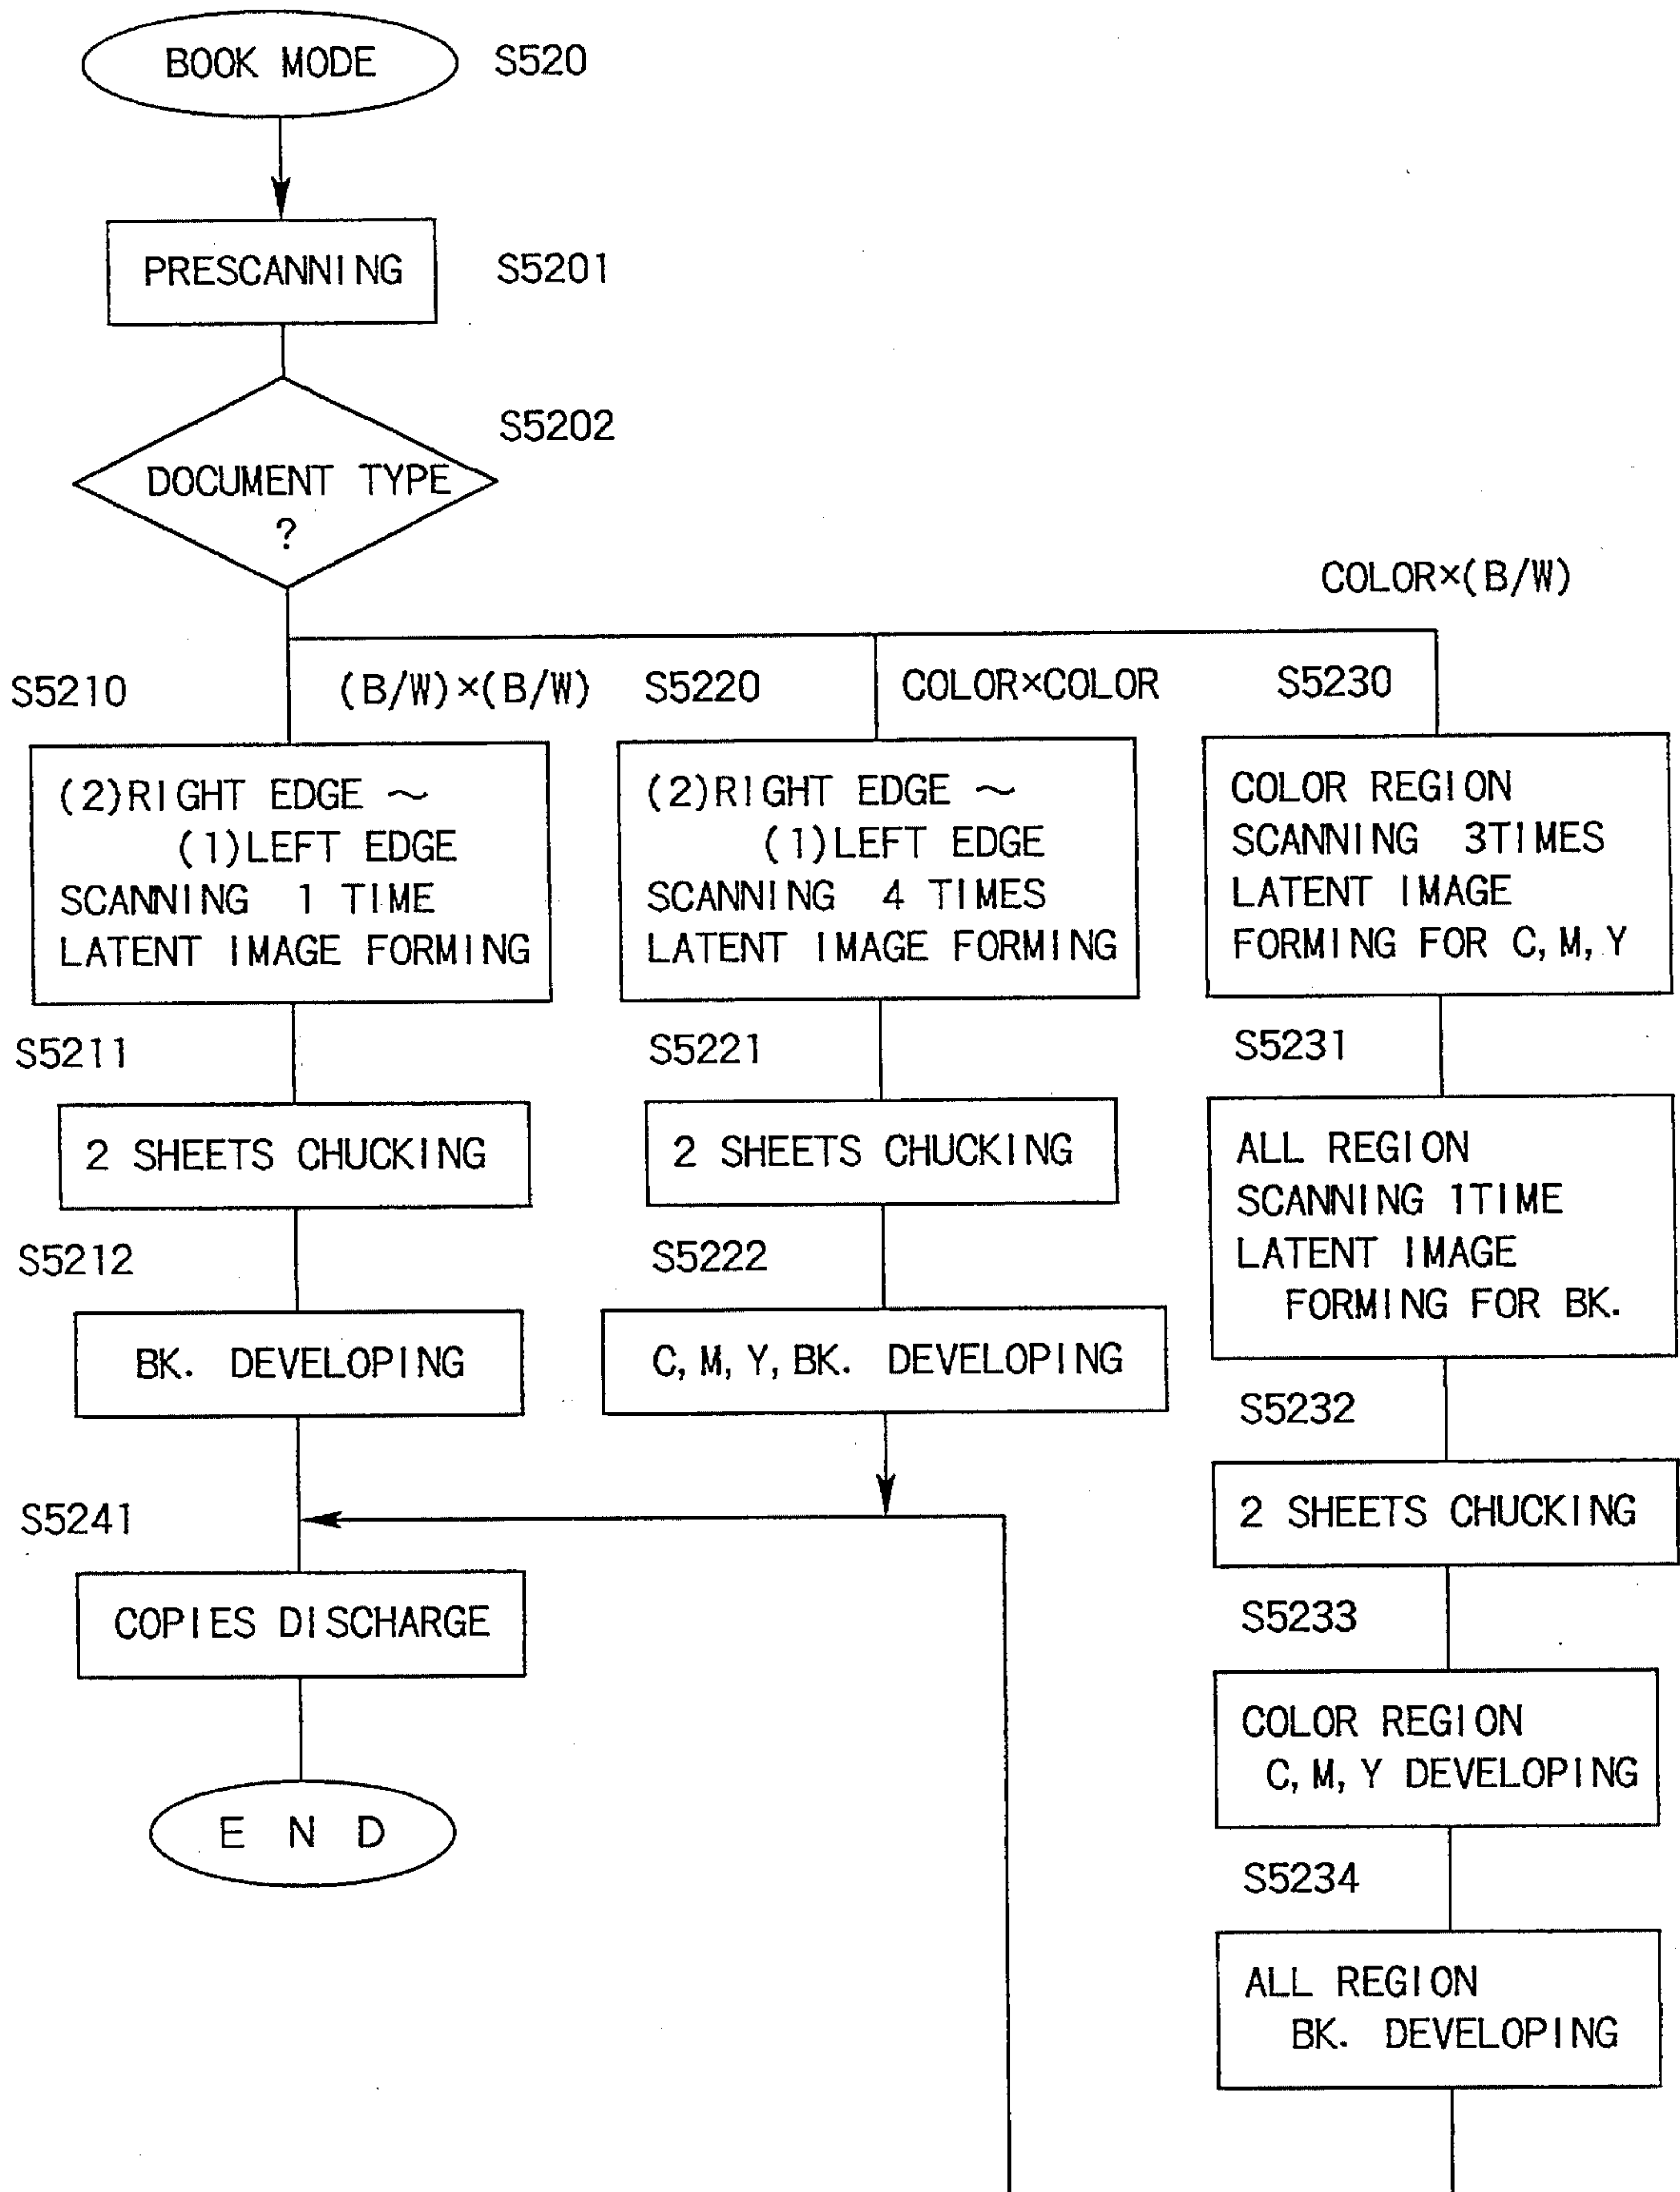 BOOK MODE S520
PRESCANNING S5201
S5202
DOCUMENT TYPE
?
COLOR×(B/W)
S5210 (B/W)×(B/W) S5220 COLOR×COLOR S5230
(2)RIGHT EDGE ～
(1)LEFT EDGE
SCANNING 1 TIME
LATENT IMAGE FORMING
S5211
2 SHEETS CHUCKING
S5212
BK. DEVELOPING
S5241
COPIES DISCHARGE
E N D
(2)RIGHT EDGE ～
(1)LEFT EDGE
SCANNING 4 TIMES
LATENT IMAGE FORMING
S5221
2 SHEETS CHUCKING
S5222
C, M, Y, BK. DEVELOPING
COLOR REGION
SCANNING 3TIMES
LATENT IMAGE
FORMING FOR C, M, Y
S5231
ALL REGION
SCANNING 1TIME
LATENT IMAGE
FORMING FOR BK.
S5232
2 SHEETS CHUCKING
S5233
COLOR REGION
C, M, Y DEVELOPING
S5234
ALL REGION
BK. DEVELOPING